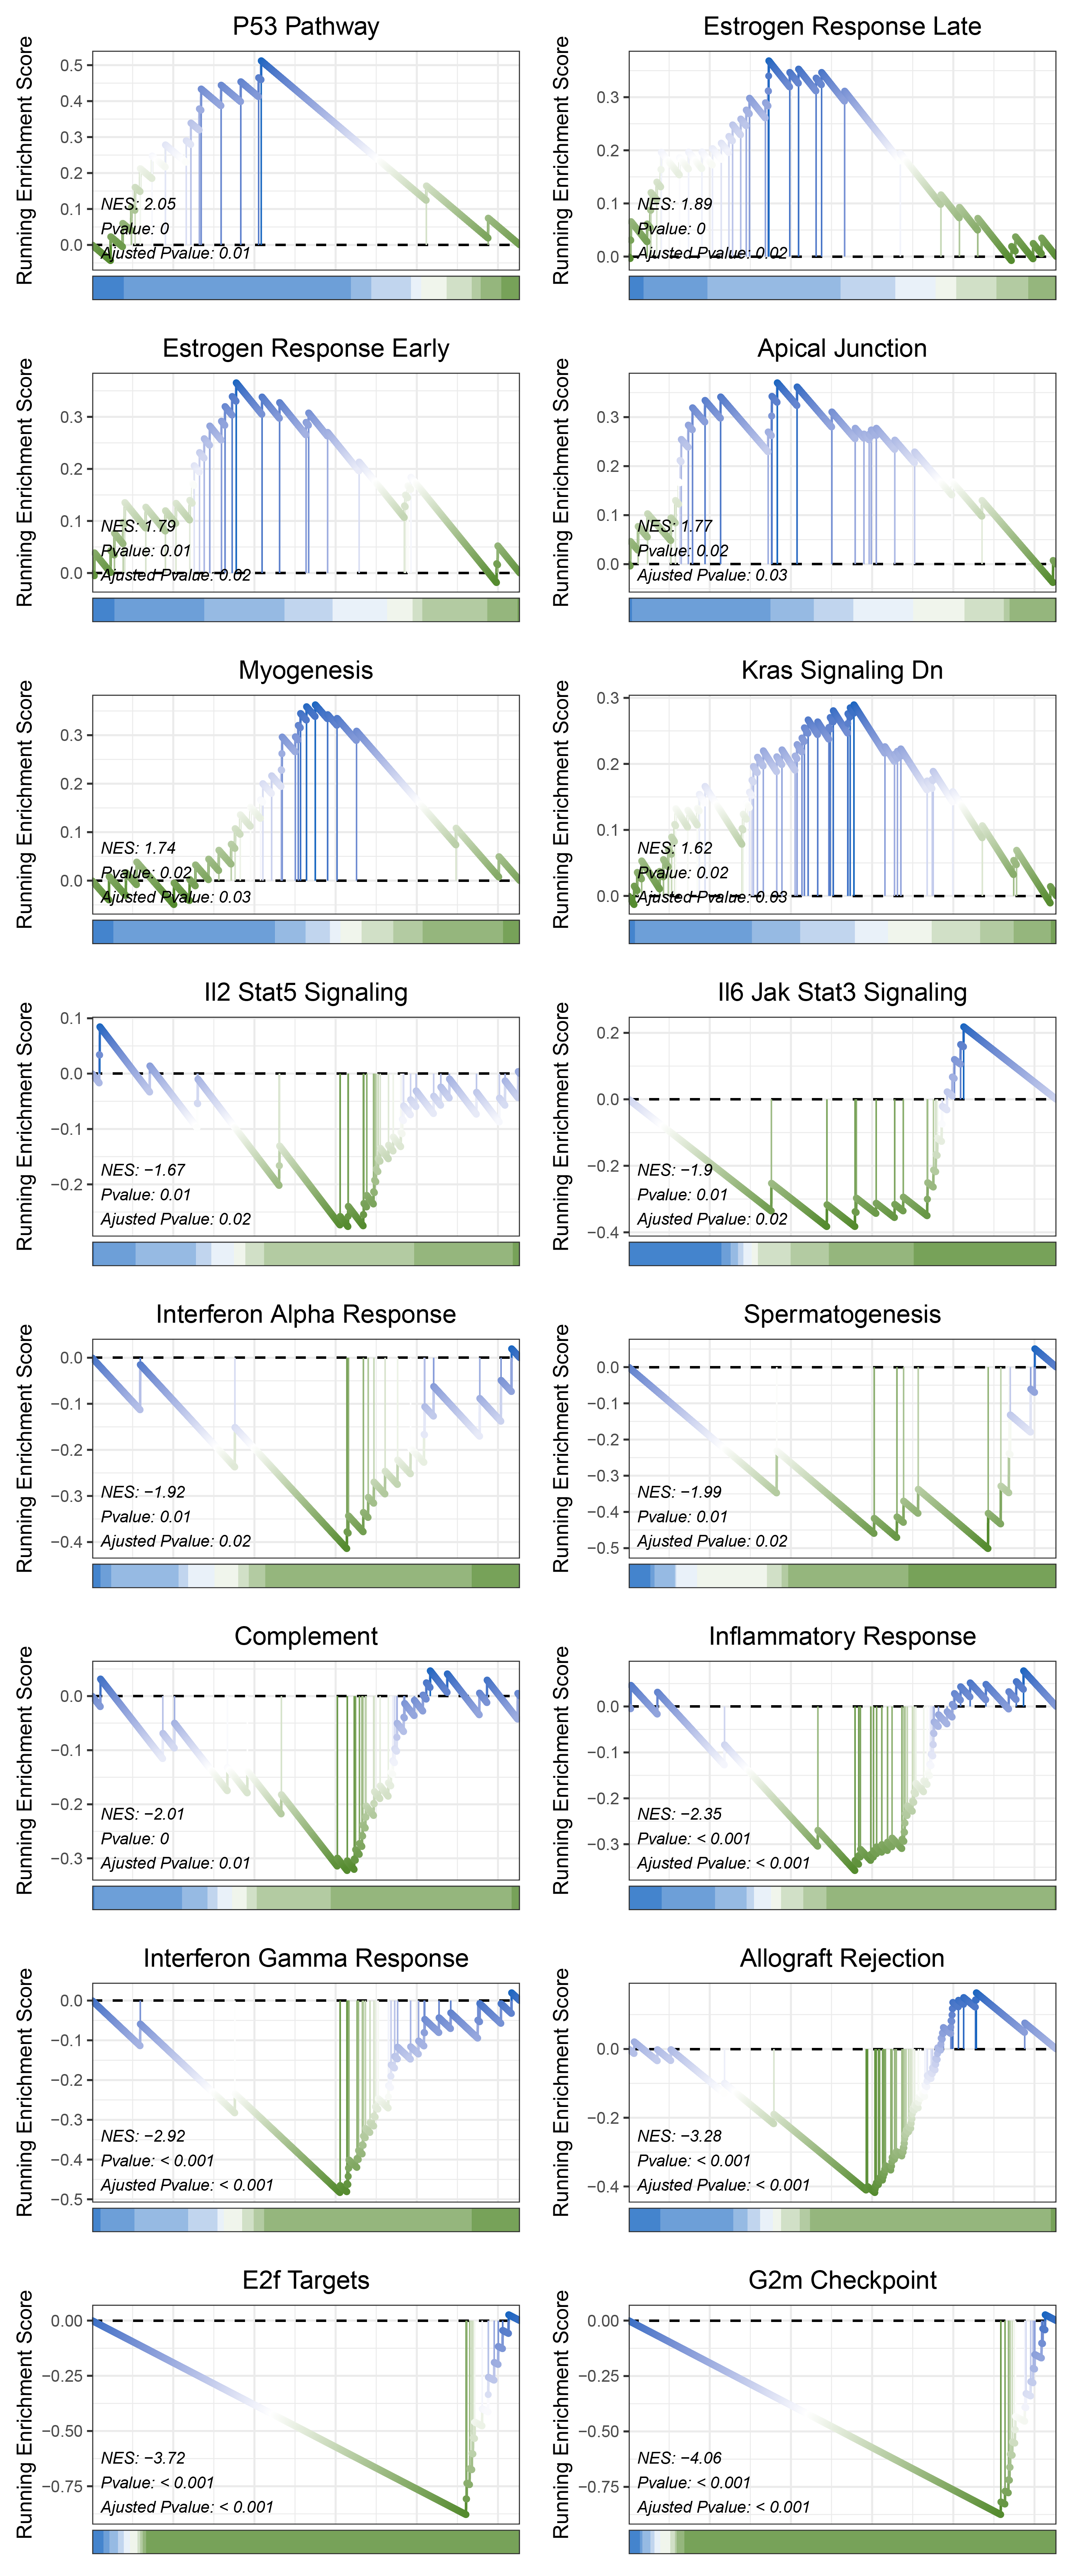 P53 Pathway
Running Enrichment Score
0.5
0.4
0.3
0.2
0.1
0.0
NES: 2.05
Pvalue: 0
Ajusted Pvalue: 0.01
Estrogen Response Late
Running Enrichment Score
0.3
0.2
0.1
0.0
NES: 1.89
Pvalue: 0
Ajusted Pvalue: 0.02
Estrogen Response Early
Running Enrichment Score
0.3
0.2
0.1
0.0
NES: 1.79
Pvalue: 0.01
Ajusted Pvalue: 0.02
Apical Junction
Running Enrichment Score
0.3
0.2
0.1
0.0
NES: 1.77
Pvalue: 0.02
Ajusted Pvalue: 0.03
Myogenesis
Running Enrichment Score
0.3
0.2
0.1
0.0
NES: 1.74
Pvalue: 0.02
Ajusted Pvalue: 0.03
Kras Signaling Dn
Running Enrichment Score
0.3
0.2
0.1
0.0
NES: 1.62
Pvalue: 0.02
Ajusted Pvalue: 0.03
Il2 Stat5 Signaling
Running Enrichment Score
0.1
0.0
−0.1
−0.2
NES: −1.67
Pvalue: 0.01
Ajusted Pvalue: 0.02
Il6 Jak Stat3 Signaling
Running Enrichment Score
0.2
0.0
−0.2
−0.4
NES: −1.9
Pvalue: 0.01
Ajusted Pvalue: 0.02
Interferon Alpha Response
Running Enrichment Score
0.0
−0.1
−0.2
−0.3
−0.4
NES: −1.92
Pvalue: 0.01
Ajusted Pvalue: 0.02
Spermatogenesis
Running Enrichment Score
0.0
−0.1
−0.2
−0.3
−0.4
−0.5
NES: −1.99
Pvalue: 0.01
Ajusted Pvalue: 0.02
Complement
Running Enrichment Score
0.0
−0.1
−0.2
−0.3
NES: −2.01
Pvalue: 0
Ajusted Pvalue: 0.01
Inflammatory Response
Running Enrichment Score
0.0
−0.1
−0.2
−0.3
NES: −2.35
Pvalue: < 0.001
Ajusted Pvalue: < 0.001
Interferon Gamma Response
Running Enrichment Score
0.0
−0.1
−0.2
−0.3
−0.4
−0.5
NES: −2.92
Pvalue: < 0.001
Ajusted Pvalue: < 0.001
Allograft Rejection
Running Enrichment Score
0.0
−0.2
−0.4
NES: −3.28
Pvalue: < 0.001
Ajusted Pvalue: < 0.001
E2f Targets
Running Enrichment Score
0.00
−0.25
−0.50
−0.75
NES: −3.72
Pvalue: < 0.001
Ajusted Pvalue: < 0.001
G2m Checkpoint
Running Enrichment Score
0.00
−0.25
−0.50
−0.75
NES: −4.06
Pvalue: < 0.001
Ajusted Pvalue: < 0.001